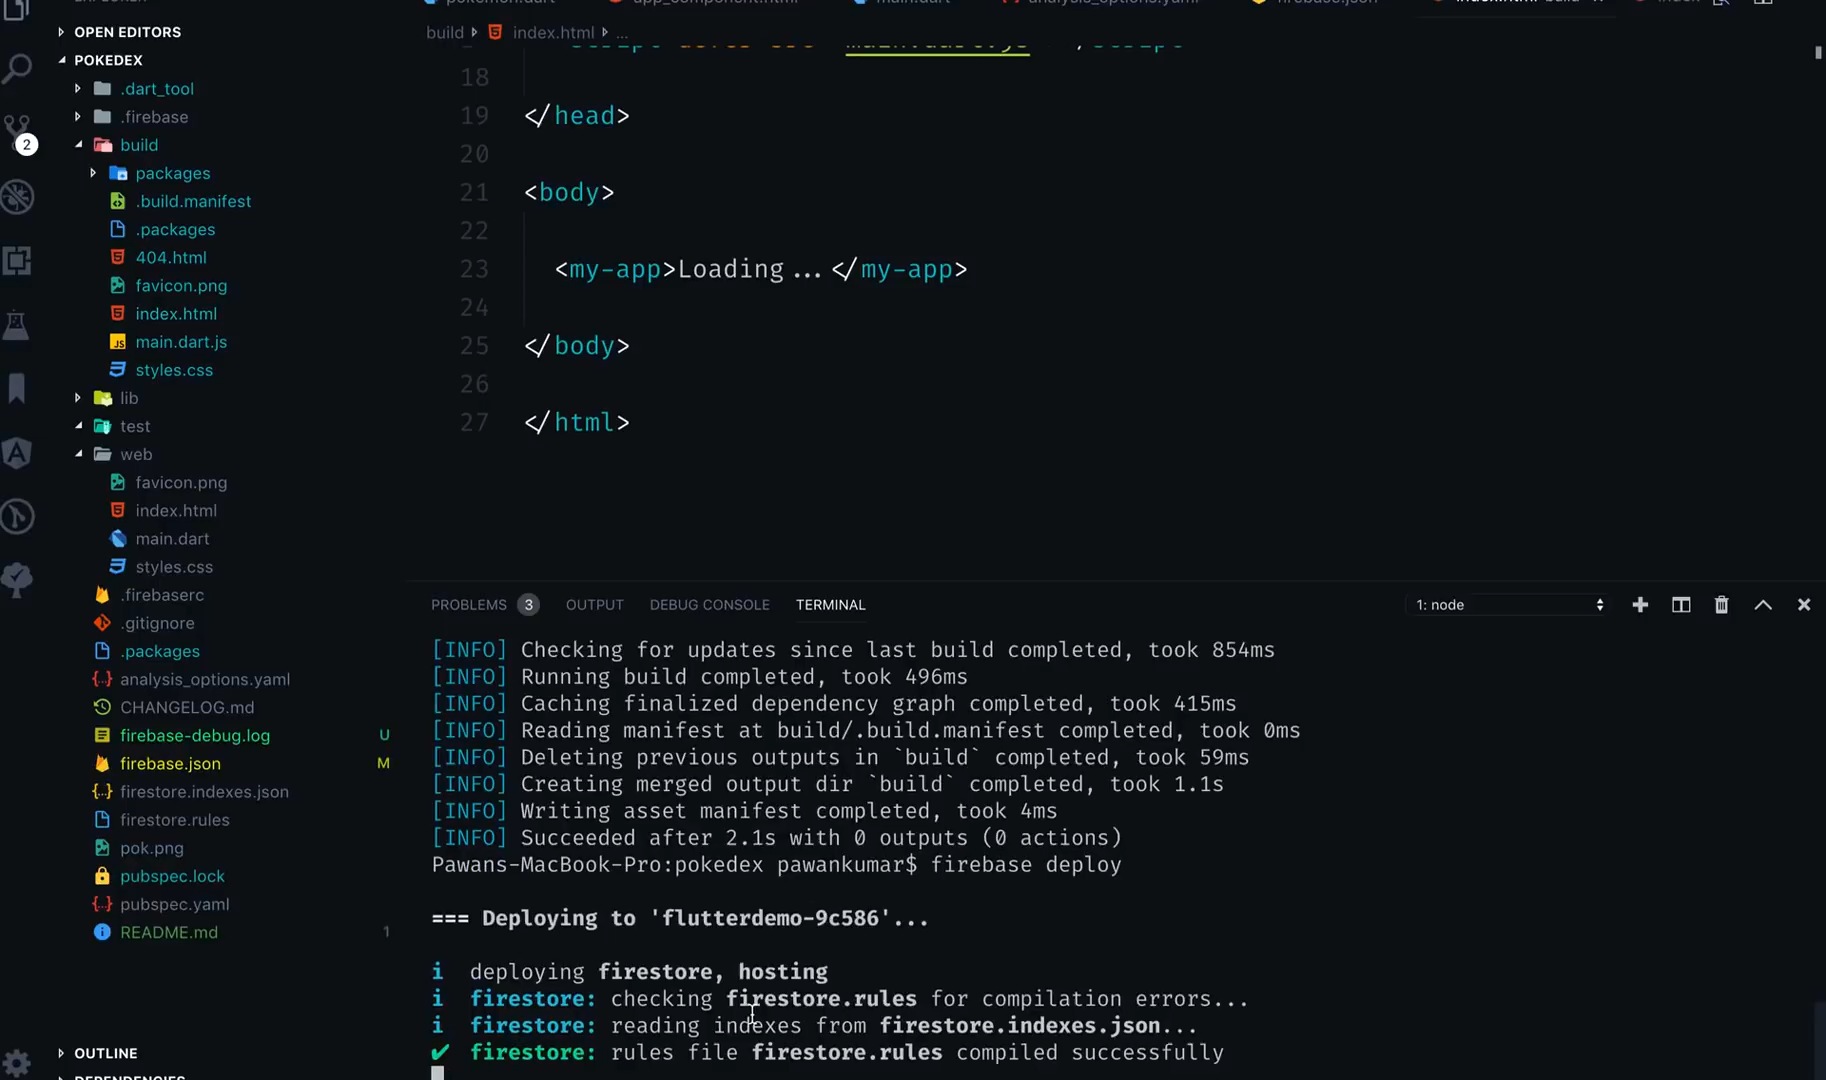 OPEN EDITORS
POKEDEX
.dart_tool
.firebase
build
packages
.build.manifest
.packages
404.html
favicon.png
index.html
main.dart.js
styles.css
lib
test
web
favicon.png
index.html
main.dart
styles.css
.firebaserc
.gitignore
.packages
analysis_options.yaml
CHANGELOG.md
firebase-debug.log U
firebase.json M
firestore.indexes.json
firestore.rules
pok.png
pubspec.lock
pubspec.yaml
README.md 1
OUTLINE
2
build index.html ...
18
19 </head>
20
21 <body>
22
23 <my-app>Loading...</my-app>
24
25 </body>
26
27 </html>
PROBLEMS 3 OUTPUT DEBUG CONSOLE TERMINAL 1: node
[INFO] Checking for updates since last build completed, took 854ms
[INFO] Running build completed, took 496ms
[INFO] Caching finalized dependency graph completed, took 415ms
[INFO] Reading manifest at build/.build.manifest completed, took 0ms
[INFO] Deleting previous outputs in `build` completed, took 59ms
[INFO] Creating merged output dir `build` completed, took 1.1s
[INFO] Writing asset manifest completed, took 4ms
[INFO] Succeeded after 2.1s with 0 outputs (0 actions)
Pawans-MacBook-Pro:pokedex pawankumar$ firebase deploy
=== Deploying to 'flutterdemo-9c586'...
i deploying firestore, hosting
i firestore: checking firestore.rules for compilation errors...
i firestore: reading indexes from firestore.indexes.json...
✔ firestore: rules file firestore.rules compiled successfully